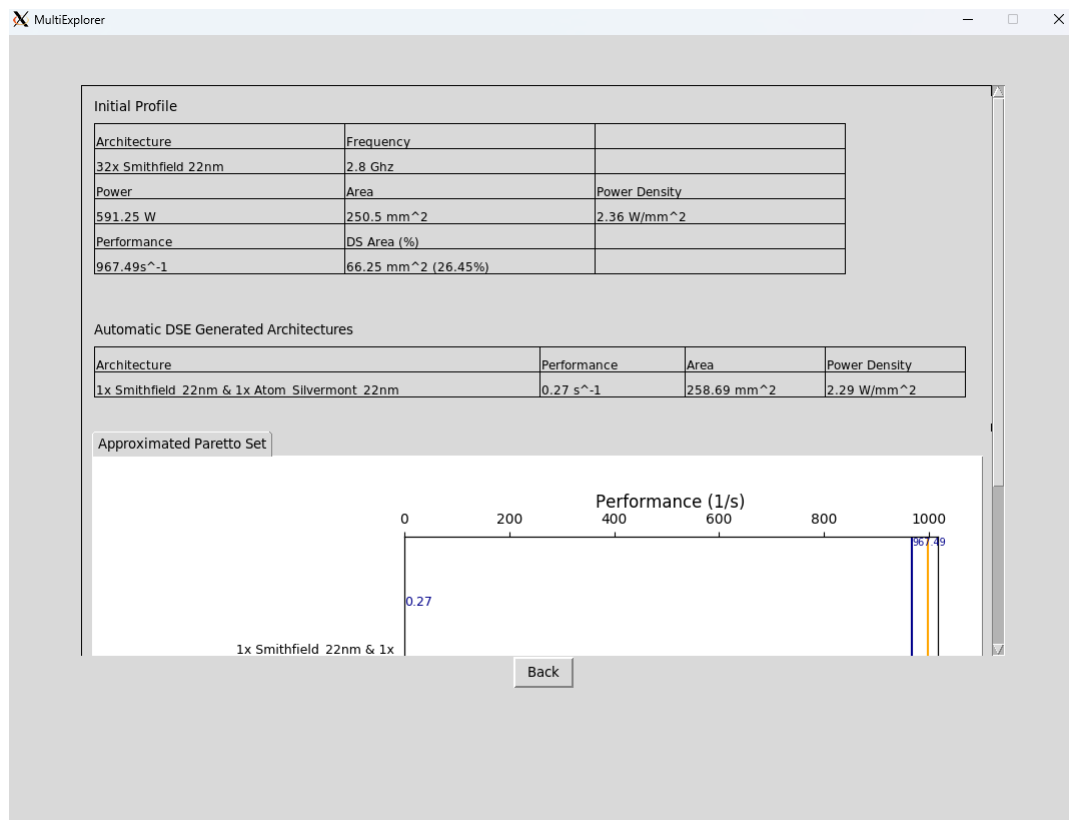 MultiExplorer
Initial Profile
Architecture Frequency
32x Smithfield 22nm 2.8 Ghz
Power Area Power Density
591.25 W 250.5 mm^2 2.36 W/mm^2
Performance DS Area (%)
967.49s^-1 66.25 mm^2 (26.45%)
Automatic DSE Generated Architectures
Architecture Performance Area Power Density
1x Smithfield 22nm & 1x Atom Silvermont 22nm 0.27 s^-1 258.69 mm^2 2.29 W/mm^2
Approximated Paretto Set
Performance (1/s)
0 200 400 600 800 1000
967.49
0.27
1x Smithfield 22nm & 1x
Back